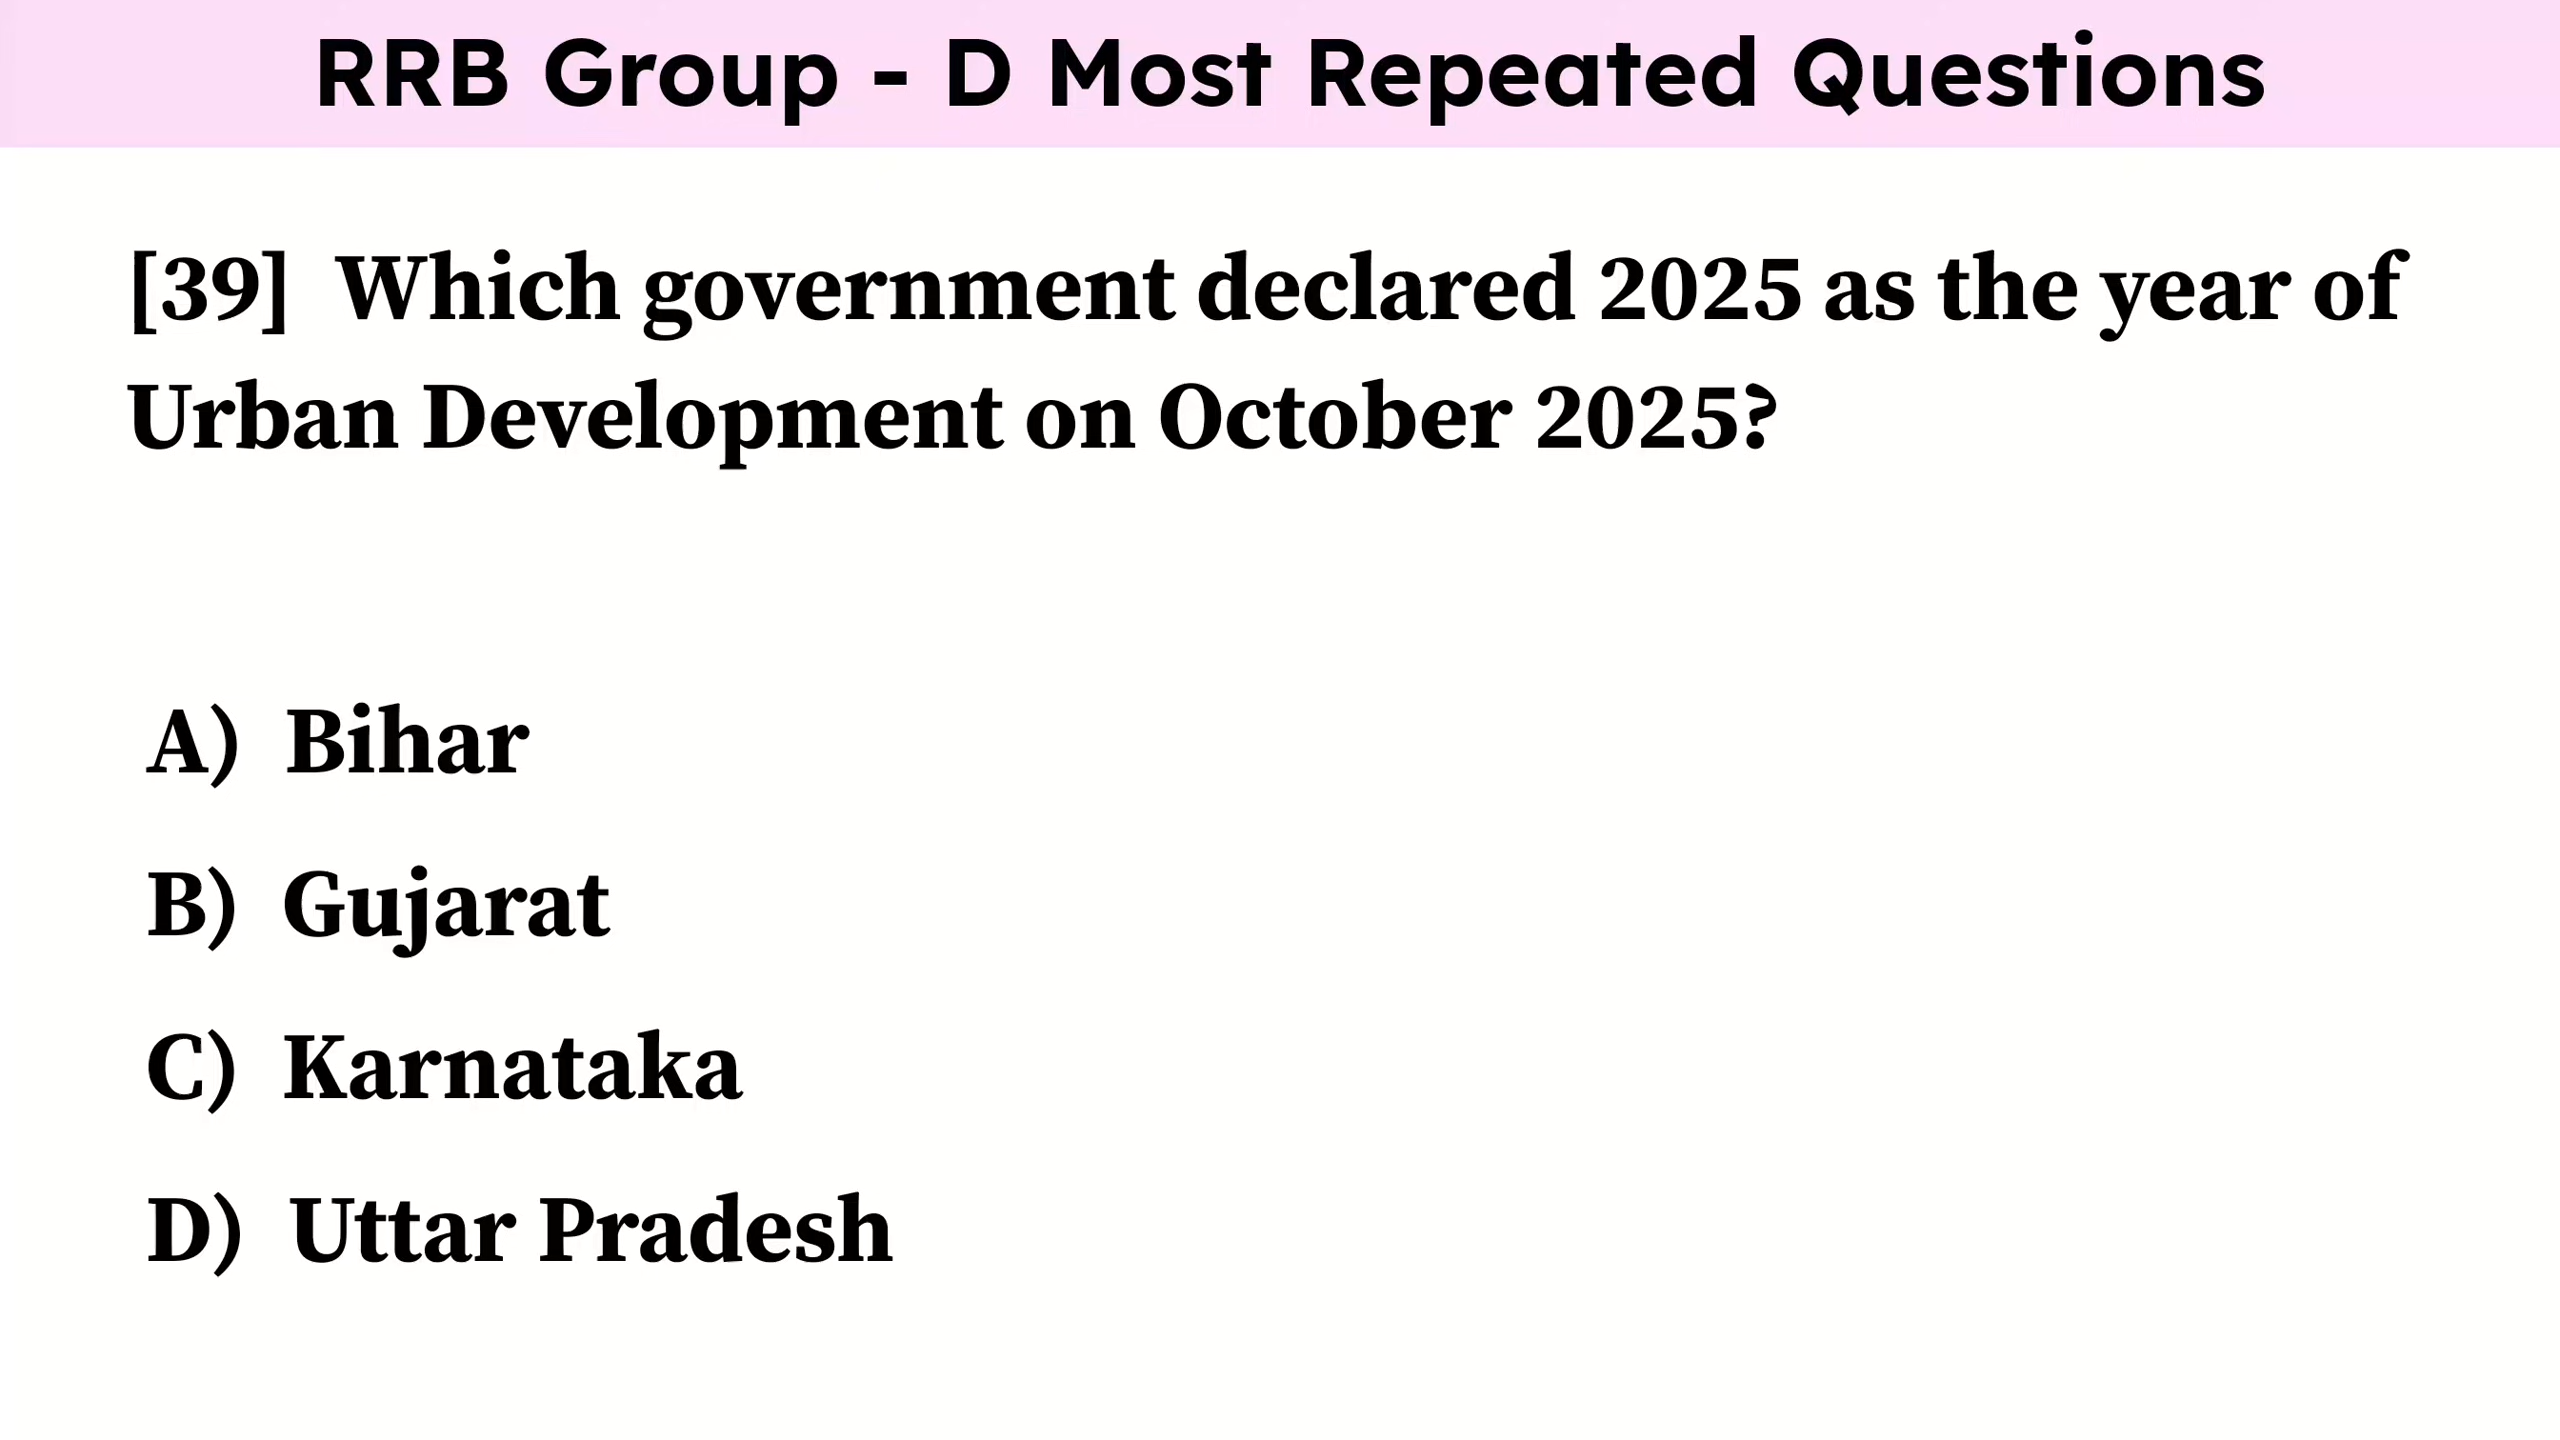 RRB Group - D Most Repeated Questions
[39] Which government declared 2025 as the year of
Urban Development on October 2025?
A) Bihar
B) Gujarat
C) Karnataka
D) Uttar Pradesh